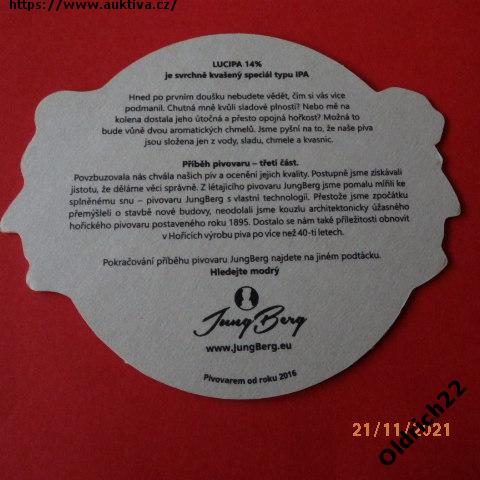 https://www.auktiva.cz/
LUCIPA 14%
je svrchně kvašený speciál typu IPA
Hned po prvním doušku nebudete vědět, čím si vás více
podmanil. Chutná mně kvůli sladové plnosti? Nebo mě na
kolena dostala jeho útočná a přesto opojná hořkost? Možná to
bude vůně dvou aromatických chmelů. Jsme pyšní na to, že naše piva
jsou složena jen z vody, sladu, chmele a kvasnic.
Příběh pivovaru – třetí část.
Povzbuzovala nás chvála našich piv a ocenění jejich kvality. Postupně jsme získávali
jistotu, že děláme věci správně. Z létajícího pivovaru JungBerg jsme pomalu mířili ke
splněnému snu – pivovaru JungBerg s vlastní technologii. Přestože jsme zpočátku
přemýšleli o stavbě nové budovy, neodolali jsme kouzlu architektonicky úžasného
hořického pivovaru postaveného roku 1895. Dostalo se nám také příležitosti obnovit
v Hořicích výrobu piva po více než 40-ti letech.
Pokračování příběhu pivovaru JungBerg najdete na jiném podtácku.
Hledejte modrý
JungBerg
www.JungBerg.eu
Pivovarem od roku 2016
21/11/2021
Oldrich22